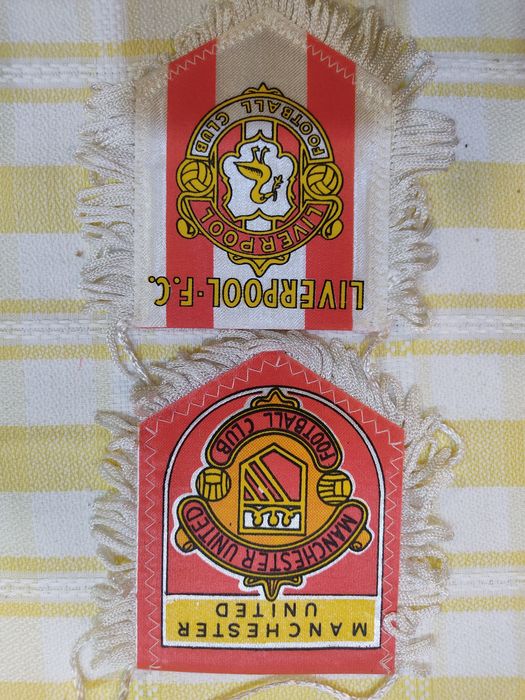 LIVERPOOL · F.C.
LIVERPOOL
FOOTBALL CLUB
MANCHESTER
UNITED
MANCHESTER UNITED
FOOTBALL CLUB